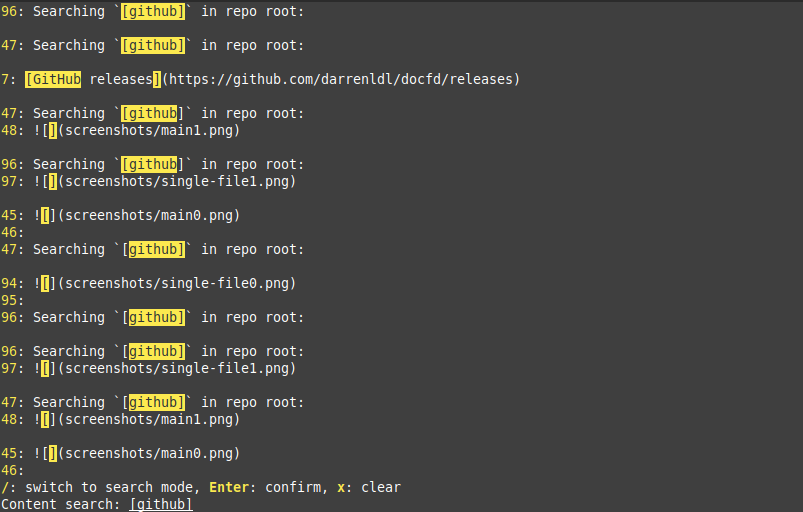 96: Searching `[github]` in repo root:
47: Searching `[github]` in repo root:
7: [GitHub releases](https://github.com/darrenldl/docfd/releases)
47: Searching `[github]` in repo root:
48: ![](screenshots/main1.png)
96: Searching `[github]` in repo root:
97: ![](screenshots/single-file1.png)
45: ![](screenshots/main0.png)
46:
47: Searching `[github]` in repo root:
94: ![](screenshots/single-file0.png)
95:
96: Searching `[github]` in repo root:
96: Searching `[github]` in repo root:
97: ![](screenshots/single-file1.png)
47: Searching `[github]` in repo root:
48: ![](screenshots/main1.png)
45: ![](screenshots/main0.png)
46:
/: switch to search mode, Enter: confirm, x: clear
Content search: [github]